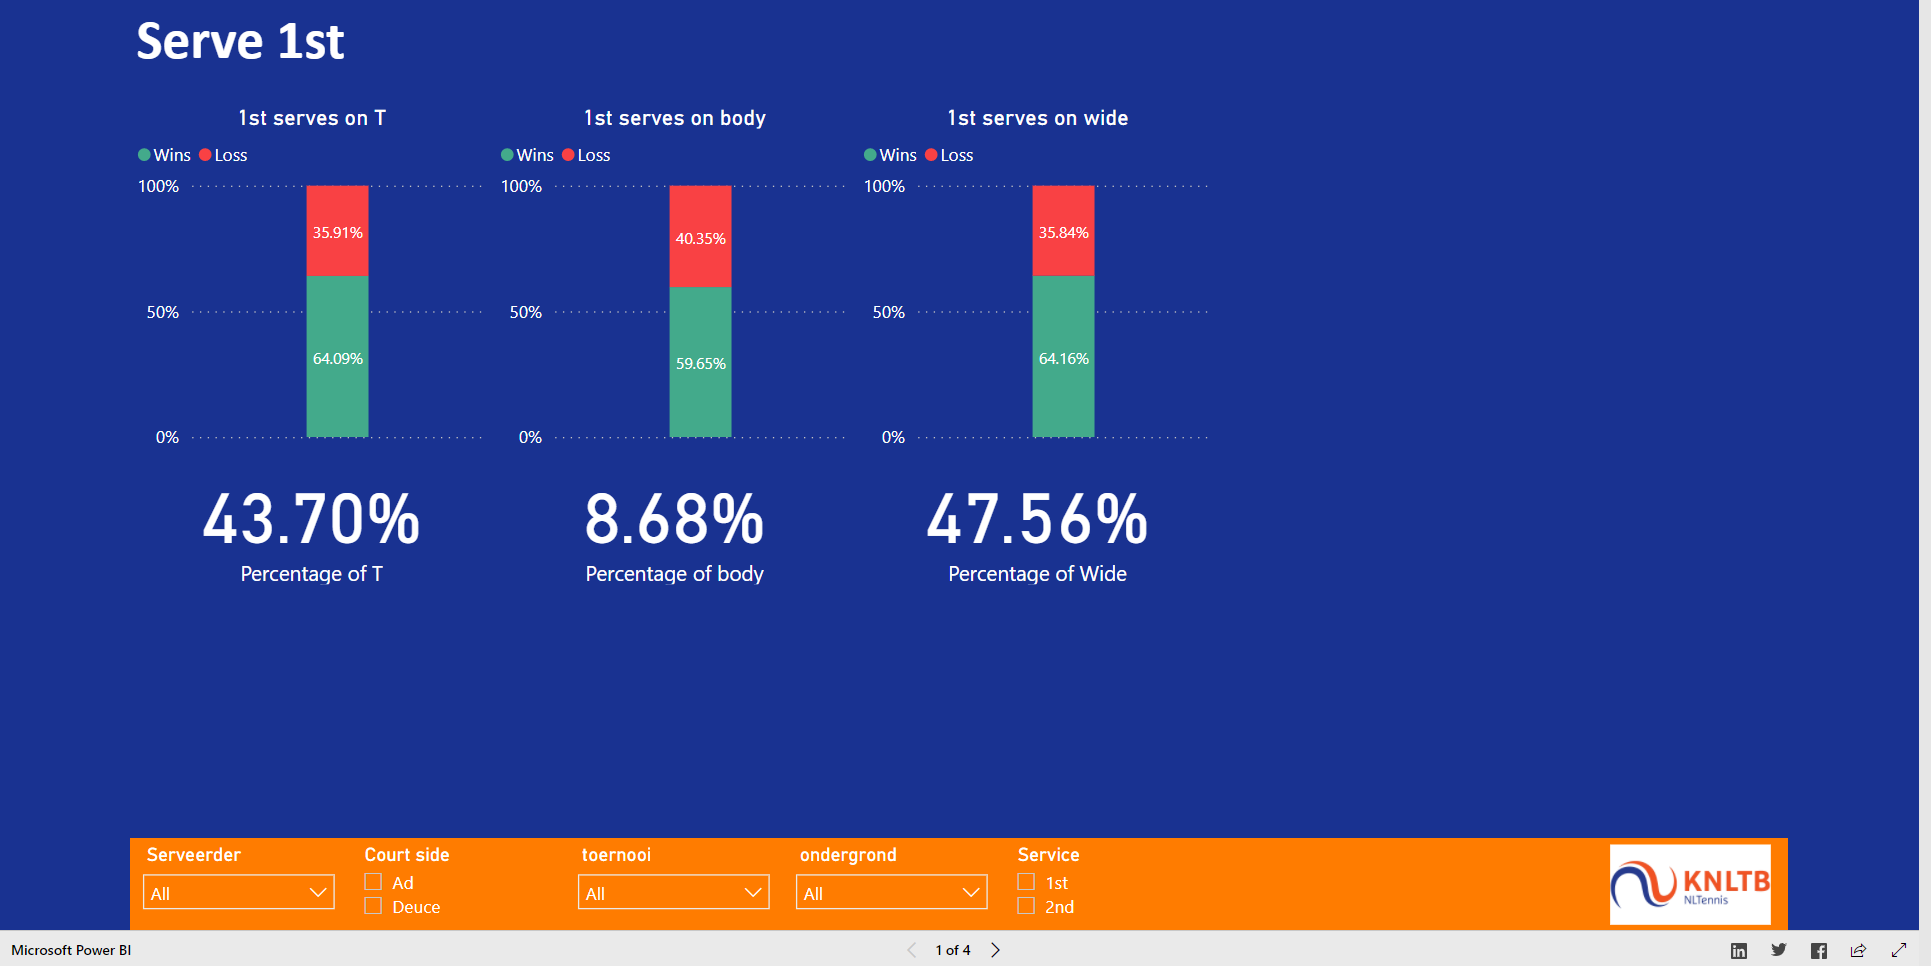 Serve 1st
1st serves on T
Wins Loss
100%
35.91%
50%
64.09%
0%
43.70%
Percentage of T
1st serves on body
Wins Loss
100%
40.35%
50%
59.65%
0%
8.68%
Percentage of body
1st serves on wide
Wins Loss
100%
35.84%
50%
64.16%
0%
47.56%
Percentage of Wide
Serveerder
All
Court side
Ad
Deuce
toernooi
All
ondergrond
All
Service
1st
2nd
KNLTB
NLTennis
Microsoft Power BI
1 of 4